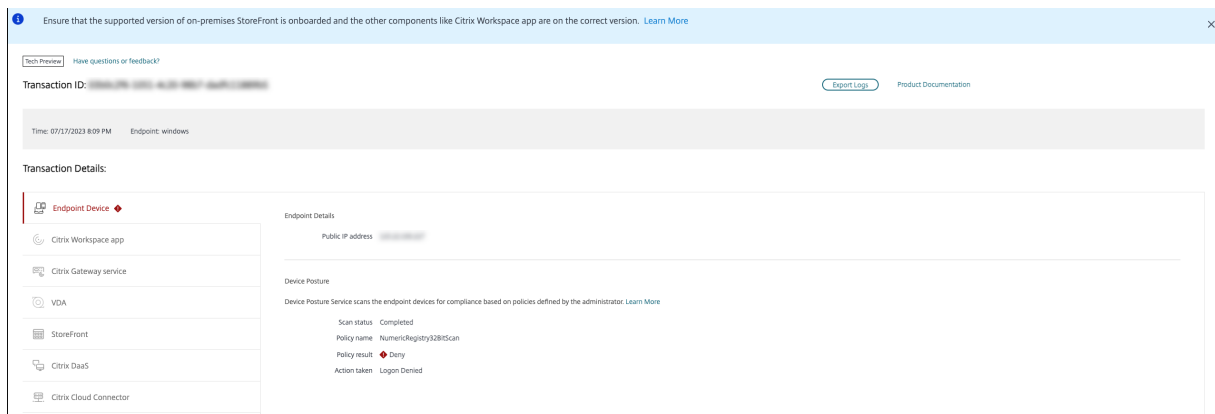 Ensure that the supported version of on-premises StoreFront is onboarded and the other components like Citrix Workspace app are on the correct version. Learn More
Tech Preview Have questions or feedback?
Transaction ID:
Export Logs Product Documentation
Time: 07/17/2023 8:09 PM Endpoint: windows
Transaction Details:
Endpoint Device
Citrix Workspace app
Citrix Gateway service
VDA
StoreFront
Citrix DaaS
Citrix Cloud Connector
Endpoint Details
Public IP address
Device Posture
Device Posture Service scans the endpoint devices for compliance based on policies defined by the administrator. Learn More
Scan status Completed
Policy name NumericRegistry32BitScan
Policy result Deny
Action taken Logon Denied